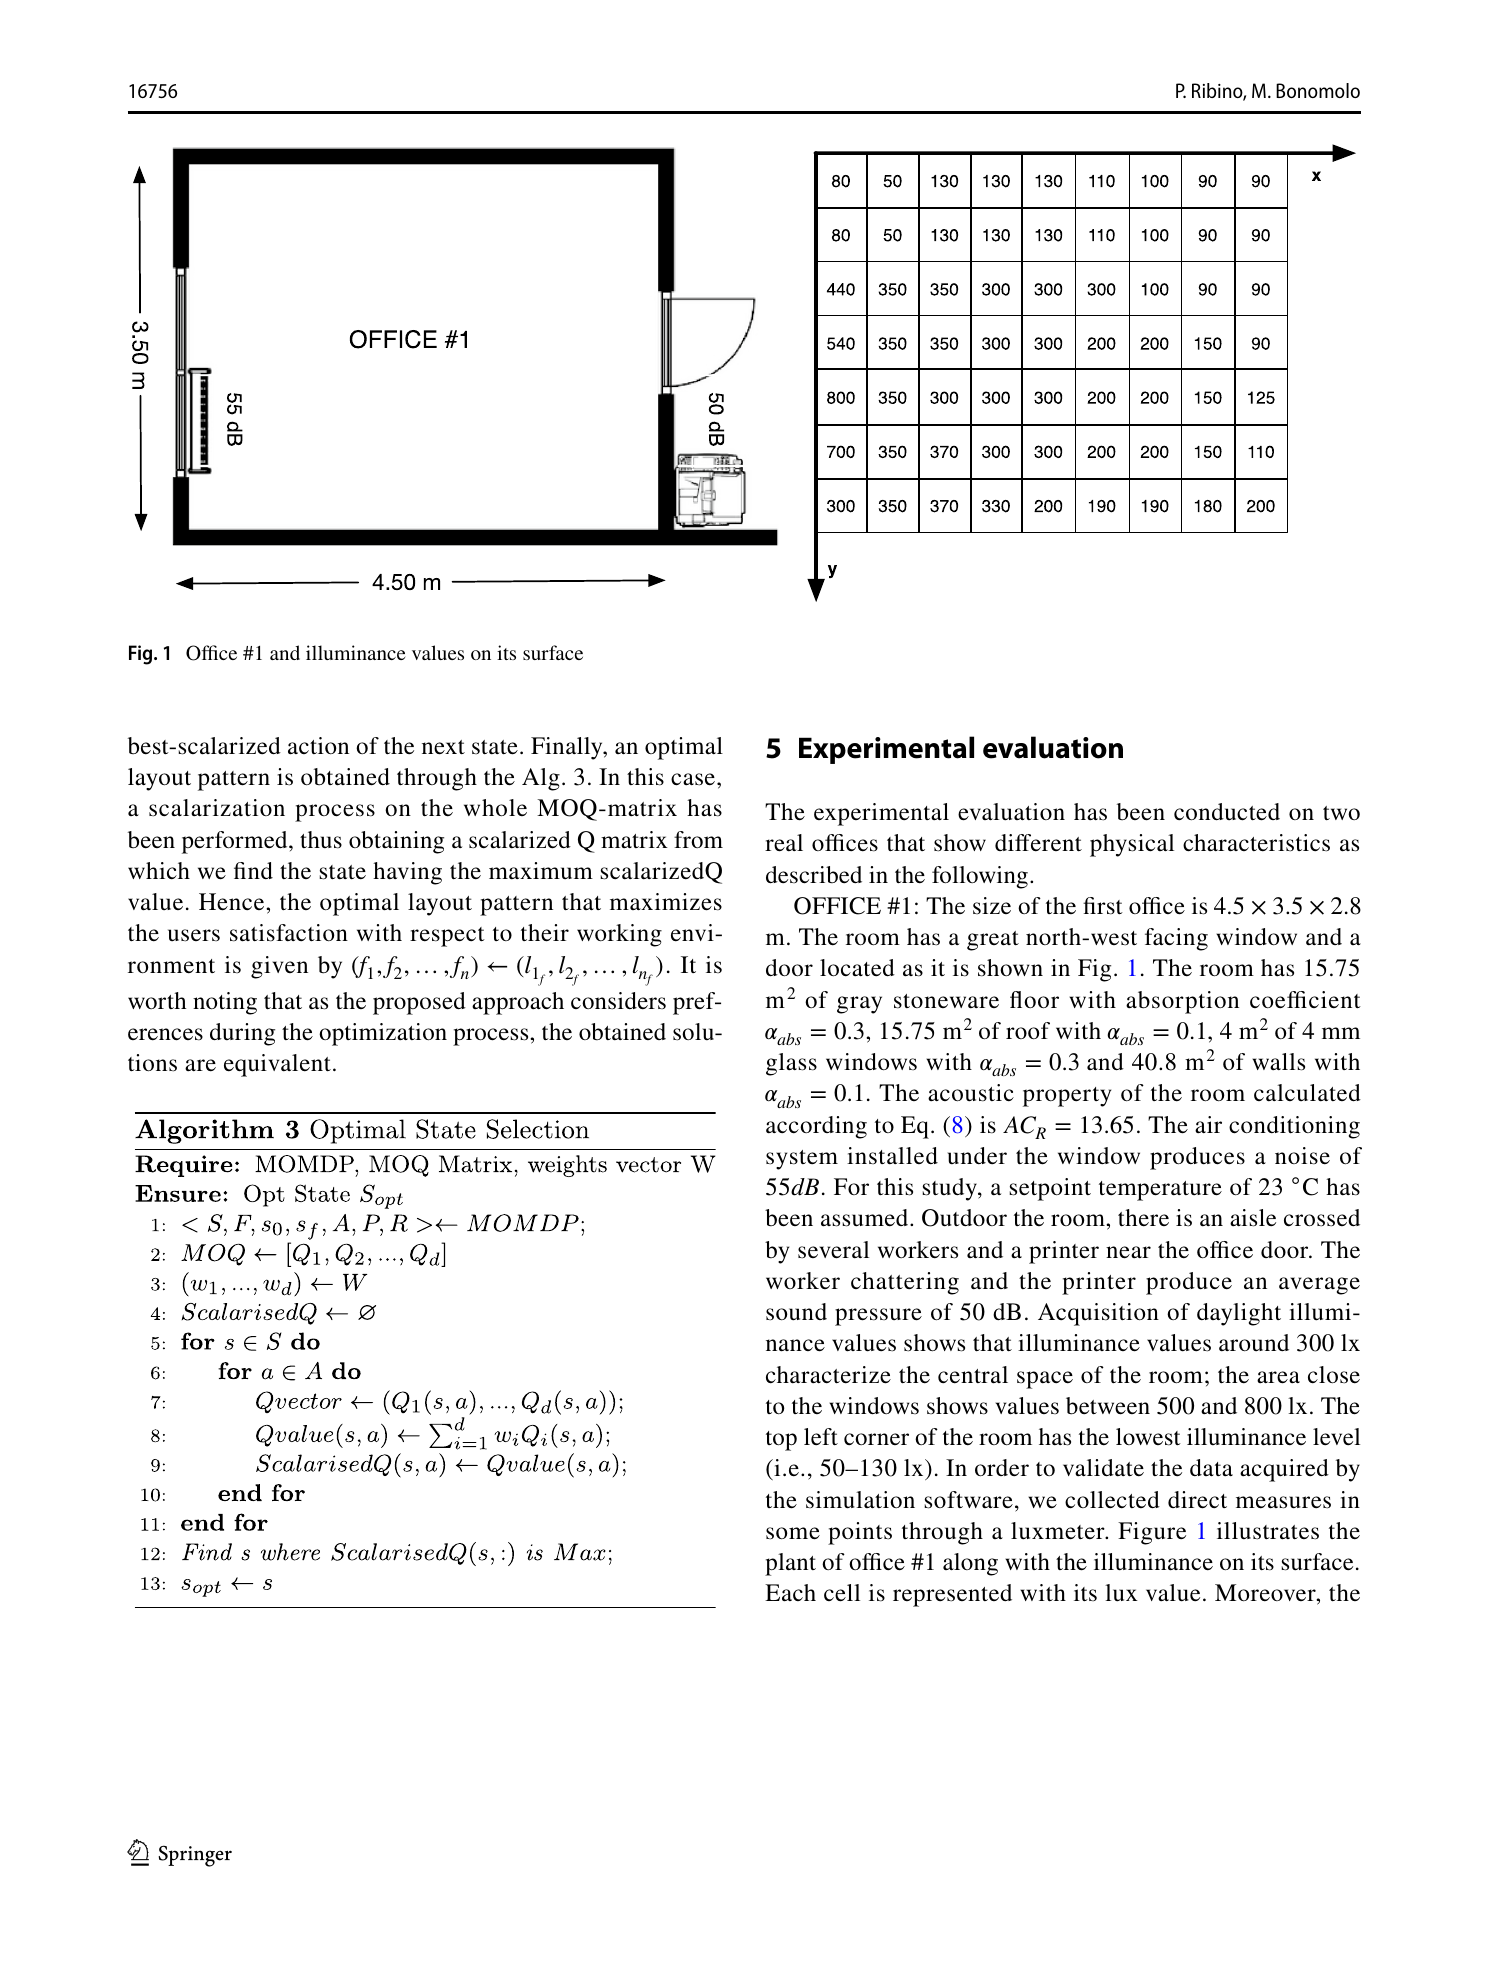 16756
P. Ribino, M. Bonomolo
3.50 m
OFFICE #1
55 dB
50 dB
4.50 m
x
80 50 130 130 130 110 100 90 90
80 50 130 130 130 110 100 90 90
440 350 350 300 300 300 100 90 90
540 350 350 300 300 200 200 150 90
800 350 300 300 300 200 200 150 125
700 350 370 300 300 200 200 150 110
300 350 370 330 200 190 190 180 200
y
Fig. 1 Office #1 and illuminance values on its surface
best-scalarized action of the next state. Finally, an optimal
layout pattern is obtained through the Alg. 3. In this case,
a scalarization process on the whole MOQ-matrix has
been performed, thus obtaining a scalarized Q matrix from
which we find the state having the maximum scalarizedQ
value. Hence, the optimal layout pattern that maximizes
the users satisfaction with respect to their working envi-
ronment is given by (f₁,f₂, … ,fₙ) ← (l_{1_f}, l_{2_f}, … , l_{n_f}). It is
worth noting that as the proposed approach considers pref-
erences during the optimization process, the obtained solu-
tions are equivalent.
Algorithm 3 Optimal State Selection
Require: MOMDP, MOQ Matrix, weights vector W
Ensure: Opt State S_{opt}
1: < S, F, s₀, s_f, A, P, R >← MOMDP;
2: MOQ ← [Q₁, Q₂, ..., Q_d]
3: (w₁, ..., w_d) ← W
4: ScalarisedQ ← ∅
5: for s ∈ S do
6: for a ∈ A do
7: Qvector ← (Q₁(s, a), ..., Q_d(s, a));
8: Qvalue(s, a) ← ∑_{i=1}^{d} w_iQ_i(s, a);
9: ScalarisedQ(s, a) ← Qvalue(s, a);
10: end for
11: end for
12: Find s where ScalarisedQ(s, :) is Max;
13: s_{opt} ← s
5 Experimental evaluation
The experimental evaluation has been conducted on two
real offices that show different physical characteristics as
described in the following.
OFFICE #1: The size of the first office is 4.5 × 3.5 × 2.8
m. The room has a great north-west facing window and a
door located as it is shown in Fig. 1. The room has 15.75
m² of gray stoneware floor with absorption coefficient
α_{abs} = 0.3, 15.75 m² of roof with α_{abs} = 0.1, 4 m² of 4 mm
glass windows with α_{abs} = 0.3 and 40.8 m² of walls with
α_{abs} = 0.1. The acoustic property of the room calculated
according to Eq. (8) is AC_R = 13.65. The air conditioning
system installed under the window produces a noise of
55dB. For this study, a setpoint temperature of 23 °C has
been assumed. Outdoor the room, there is an aisle crossed
by several workers and a printer near the office door. The
worker chattering and the printer produce an average
sound pressure of 50 dB. Acquisition of daylight illumi-
nance values shows that illuminance values around 300 lx
characterize the central space of the room; the area close
to the windows shows values between 500 and 800 lx. The
top left corner of the room has the lowest illuminance level
(i.e., 50–130 lx). In order to validate the data acquired by
the simulation software, we collected direct measures in
some points through a luxmeter. Figure 1 illustrates the
plant of office #1 along with the illuminance on its surface.
Each cell is represented with its lux value. Moreover, the
Springer